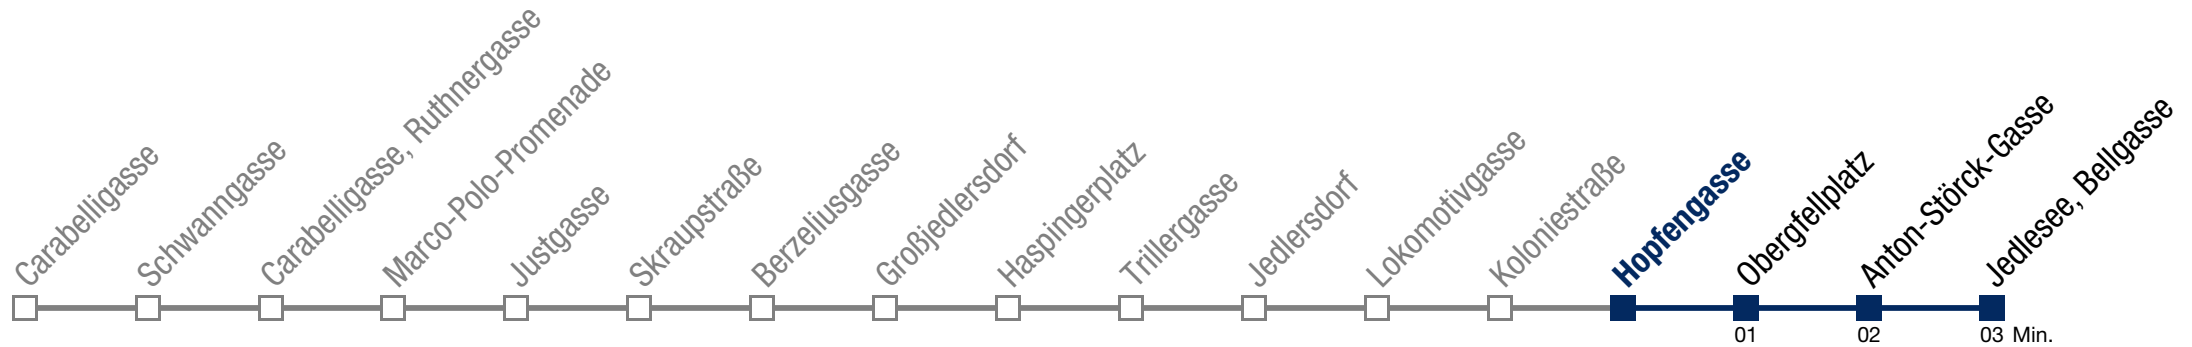 Carabelligasse
Schwanngasse
Carabelligasse, Ruthnergasse
Marco-Polo-Promenade
Justgasse
Skraupstraße
Berzeliusgasse
Großjedlersdorf
Haspingerplatz
Trillergasse
Jedlersdorf
Lokomotivgasse
Koloniestraße
Hopfengasse
Obergfellplatz
Anton-Störck-Gasse
Jedlesee, Bellgasse
01 02 03 Min.